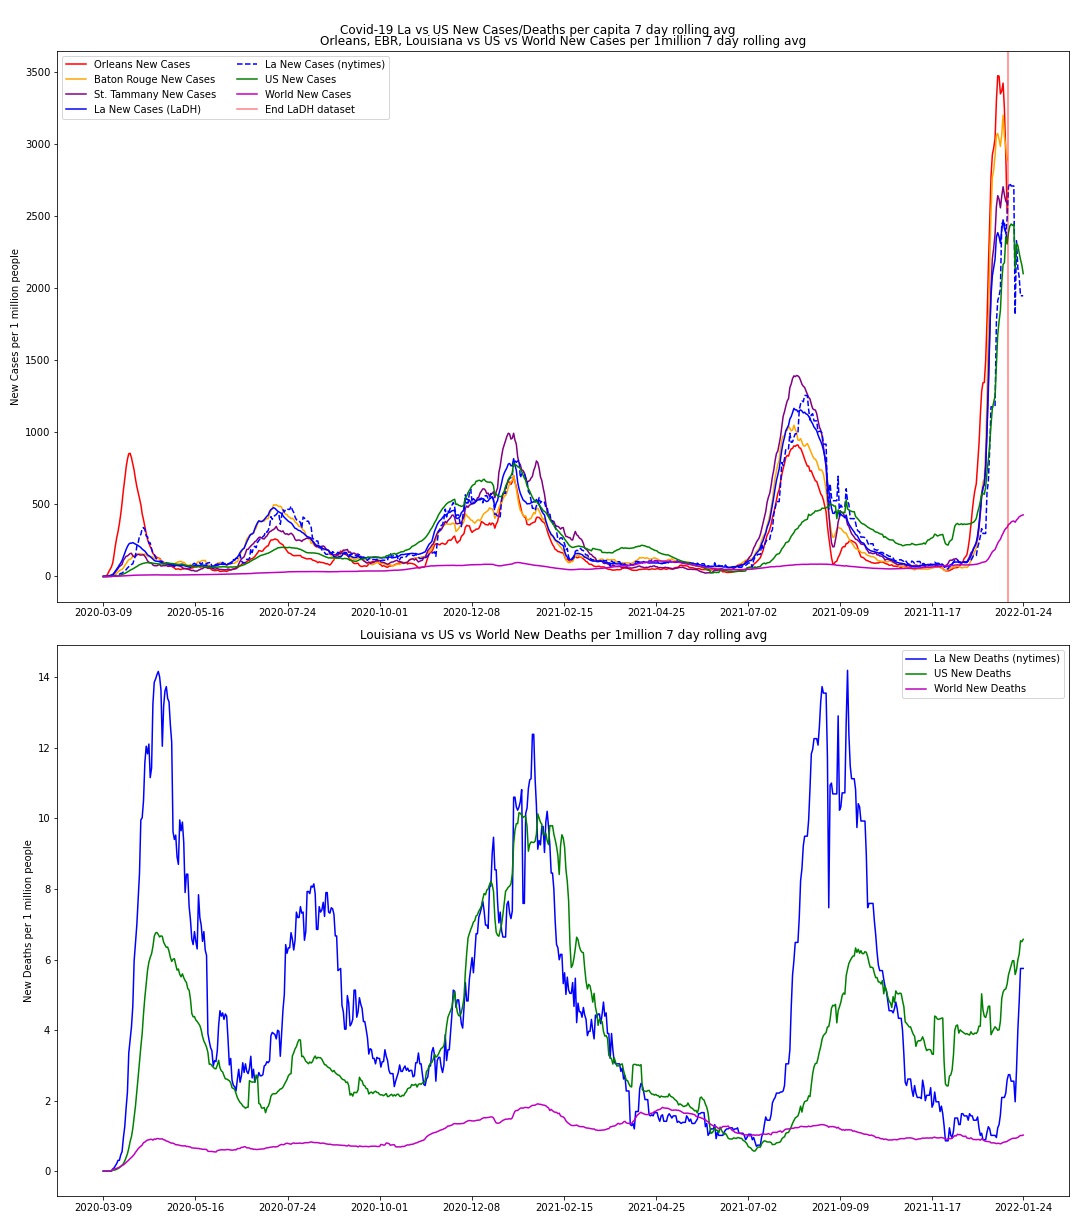 Covid-19 La vs US New Cases/Deaths per capita 7 day rolling avg
Orleans, EBR, Louisiana vs US vs World New Cases per 1million 7 day rolling avg
Orleans New Cases
Baton Rouge New Cases
St. Tammany New Cases
La New Cases (LaDH)
La New Cases (nytimes)
US New Cases
World New Cases
End LaDH dataset
New Cases per 1 million people
3500
3000
2500
2000
1500
1000
500
0
2020-03-09 2020-05-16 2020-07-24 2020-10-01 2020-12-08 2021-02-15 2021-04-25 2021-07-02 2021-09-09 2021-11-17 2022-01-24
Louisiana vs US vs World New Deaths per 1million 7 day rolling avg
La New Deaths (nytimes)
US New Deaths
World New Deaths
New Deaths per 1 million people
14
12
10
8
6
4
2
0
2020-03-09 2020-05-16 2020-07-24 2020-10-01 2020-12-08 2021-02-15 2021-04-25 2021-07-02 2021-09-09 2021-11-17 2022-01-24